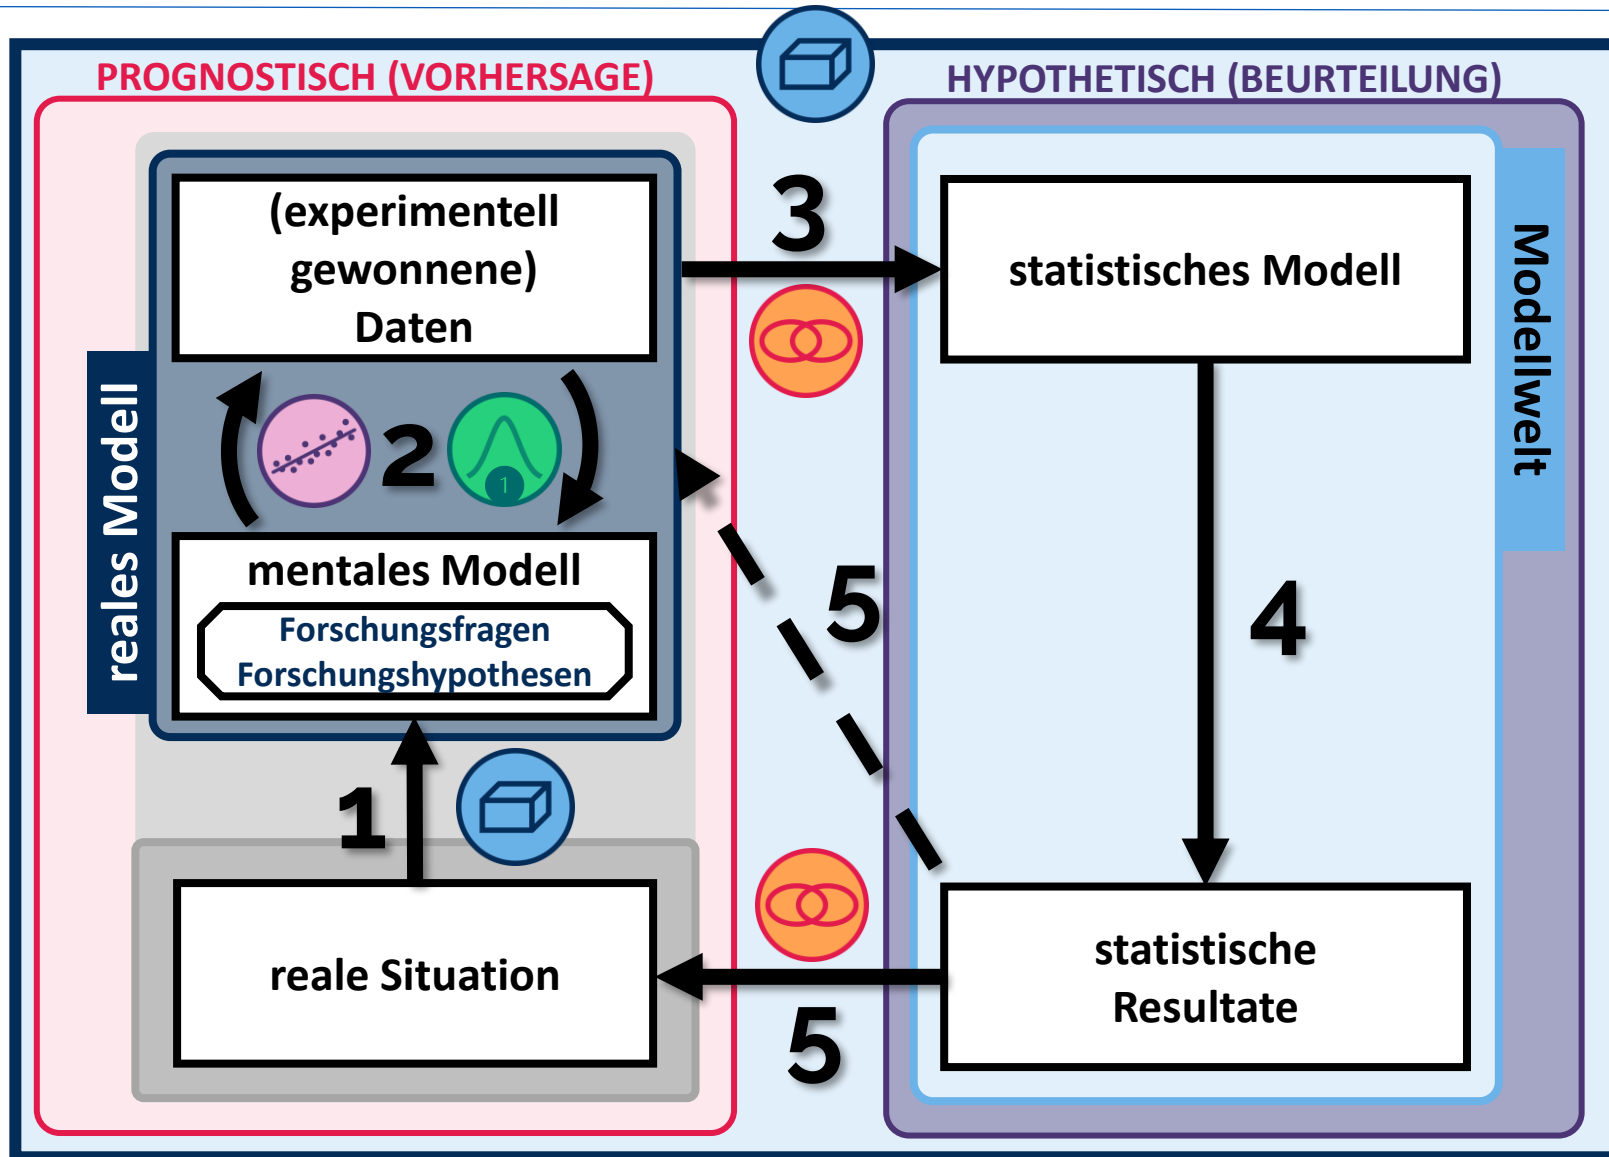 PROGNOSTISCH (VORHERSAGE)
HYPOTHETISCH (BEURTEILUNG)
(experimentell
gewonnene)
Daten
3
statistisches Modell
Modellwelt
reales Modell
2
1
mentales Modell
Forschungsfragen
Forschungshypothesen
5
4
1
reale Situation
5
statistische
Resultate